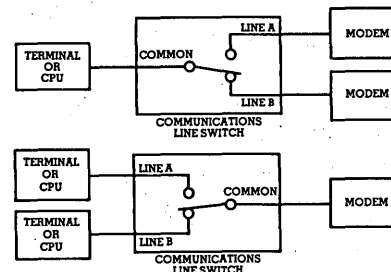 LINE A
MODEM
TERMINAL
OR
CPU
COMMON
LINE B
MODEM
COMMUNICATIONS
LINE SWITCH
TERMINAL
OR
CPU
LINE A
COMMON
MODEM
TERMINAL
OR
CPU
LINE B
COMMUNICATIONS
LINE SWITCH